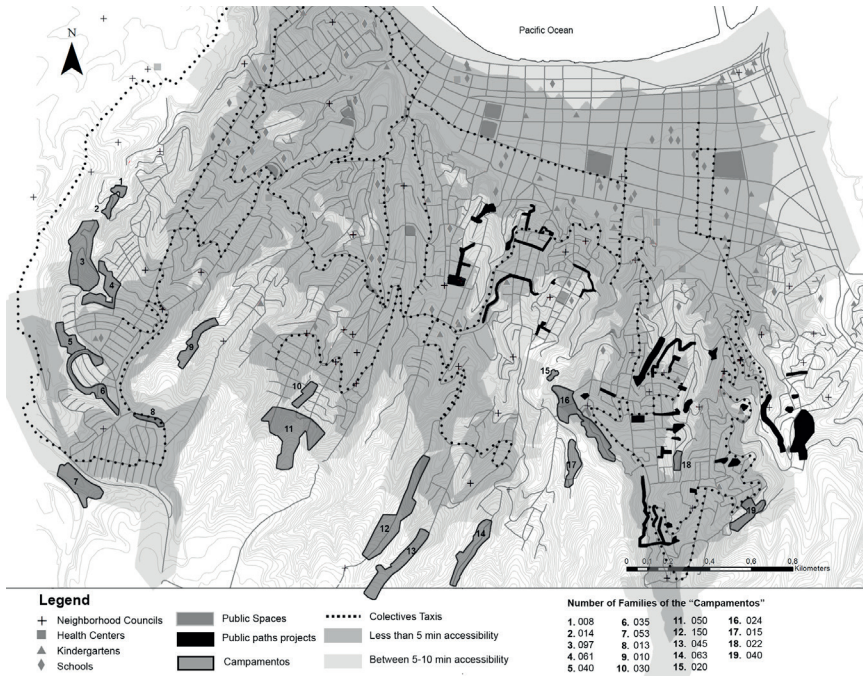 Pacific Ocean
N
1
2
3
4
5
6
7
8
9
10
11
12
13
14
15
16
17
18
19
0 0,1 0,2 0,4 0,6 0,8
Kilometers
Legend
Neighborhood Councils
Health Centers
Kindergartens
Schools
Public Spaces
Public paths projects
Campamentos
Colectives Taxis
Less than 5 min accessibility
Between 5-10 min accessibility
Number of Families of the “Campamentos”
1. 008 6. 035 11. 050 16. 024
2. 014 7. 053 12. 150 17. 015
3. 097 8. 013 13. 045 18. 022
4. 061 9. 010 14. 063 19. 040
5. 040 10. 030 15. 020